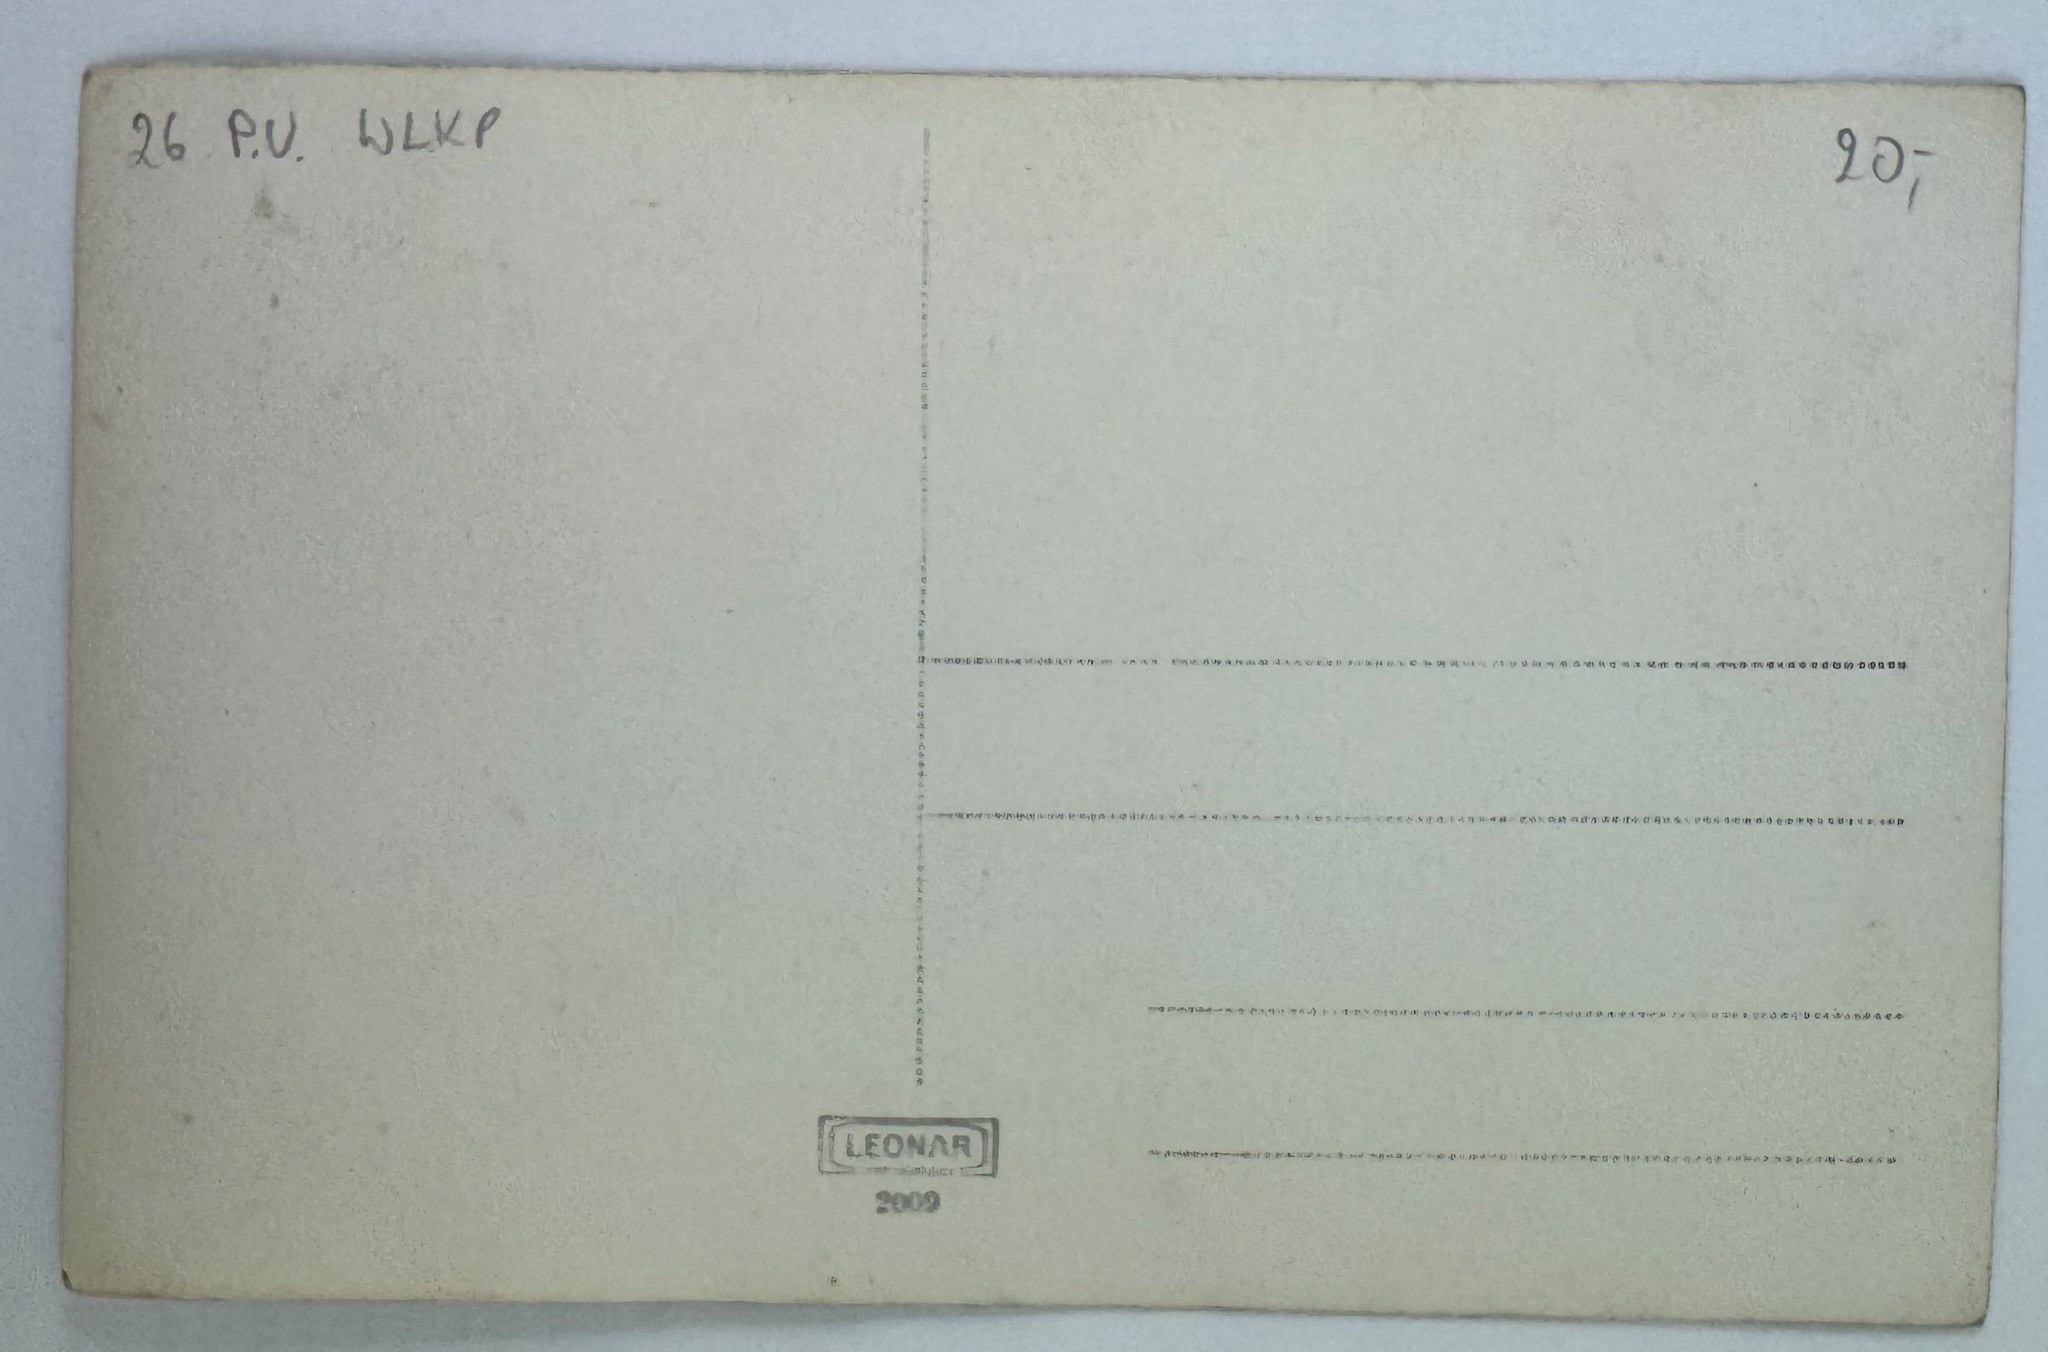 26 P.U. WLKP
20,-
LEONAR
2009